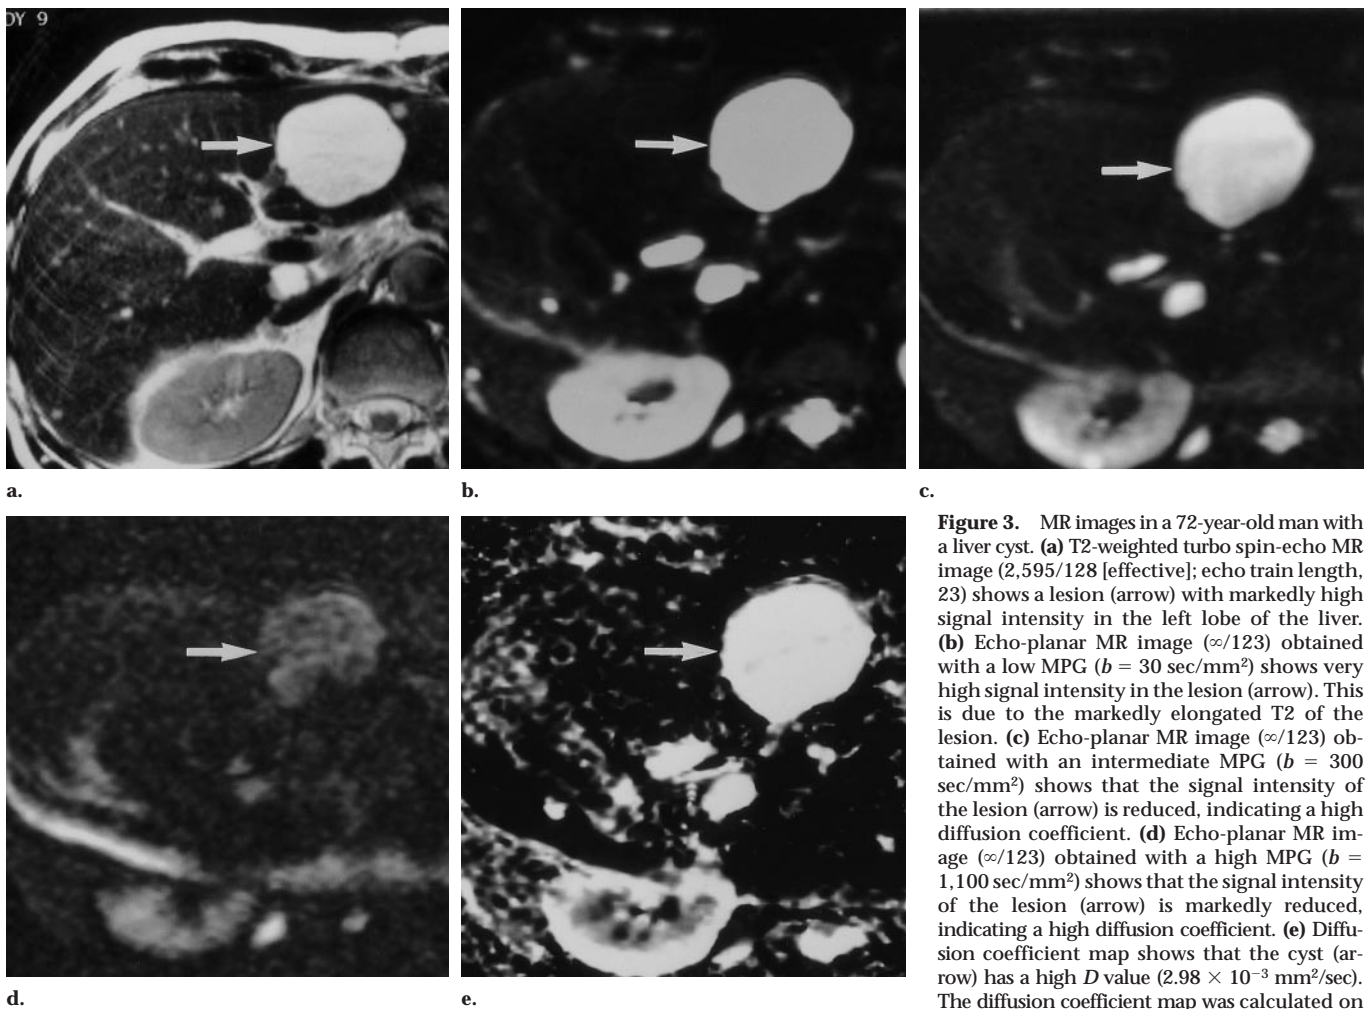 DY 9
a.
b.
c.
d.
e.
Figure 3. MR images in a 72-year-old man with
a liver cyst. (a) T2-weighted turbo spin-echo MR
image (2,595/128 [effective]; echo train length,
23) shows a lesion (arrow) with markedly high
signal intensity in the left lobe of the liver.
(b) Echo-planar MR image (∞/123) obtained
with a low MPG (b = 30 sec/mm²) shows very
high signal intensity in the lesion (arrow). This
is due to the markedly elongated T2 of the
lesion. (c) Echo-planar MR image (∞/123) ob-
tained with an intermediate MPG (b = 300
sec/mm²) shows that the signal intensity of
the lesion (arrow) is reduced, indicating a high
diffusion coefficient. (d) Echo-planar MR im-
age (∞/123) obtained with a high MPG (b =
1,100 sec/mm²) shows that the signal intensity
of the lesion (arrow) is markedly reduced,
indicating a high diffusion coefficient. (e) Diffu-
sion coefficient map shows that the cyst (ar-
row) has a high D value (2.98 × 10⁻³ mm²/sec).
The diffusion coefficient map was calculated on